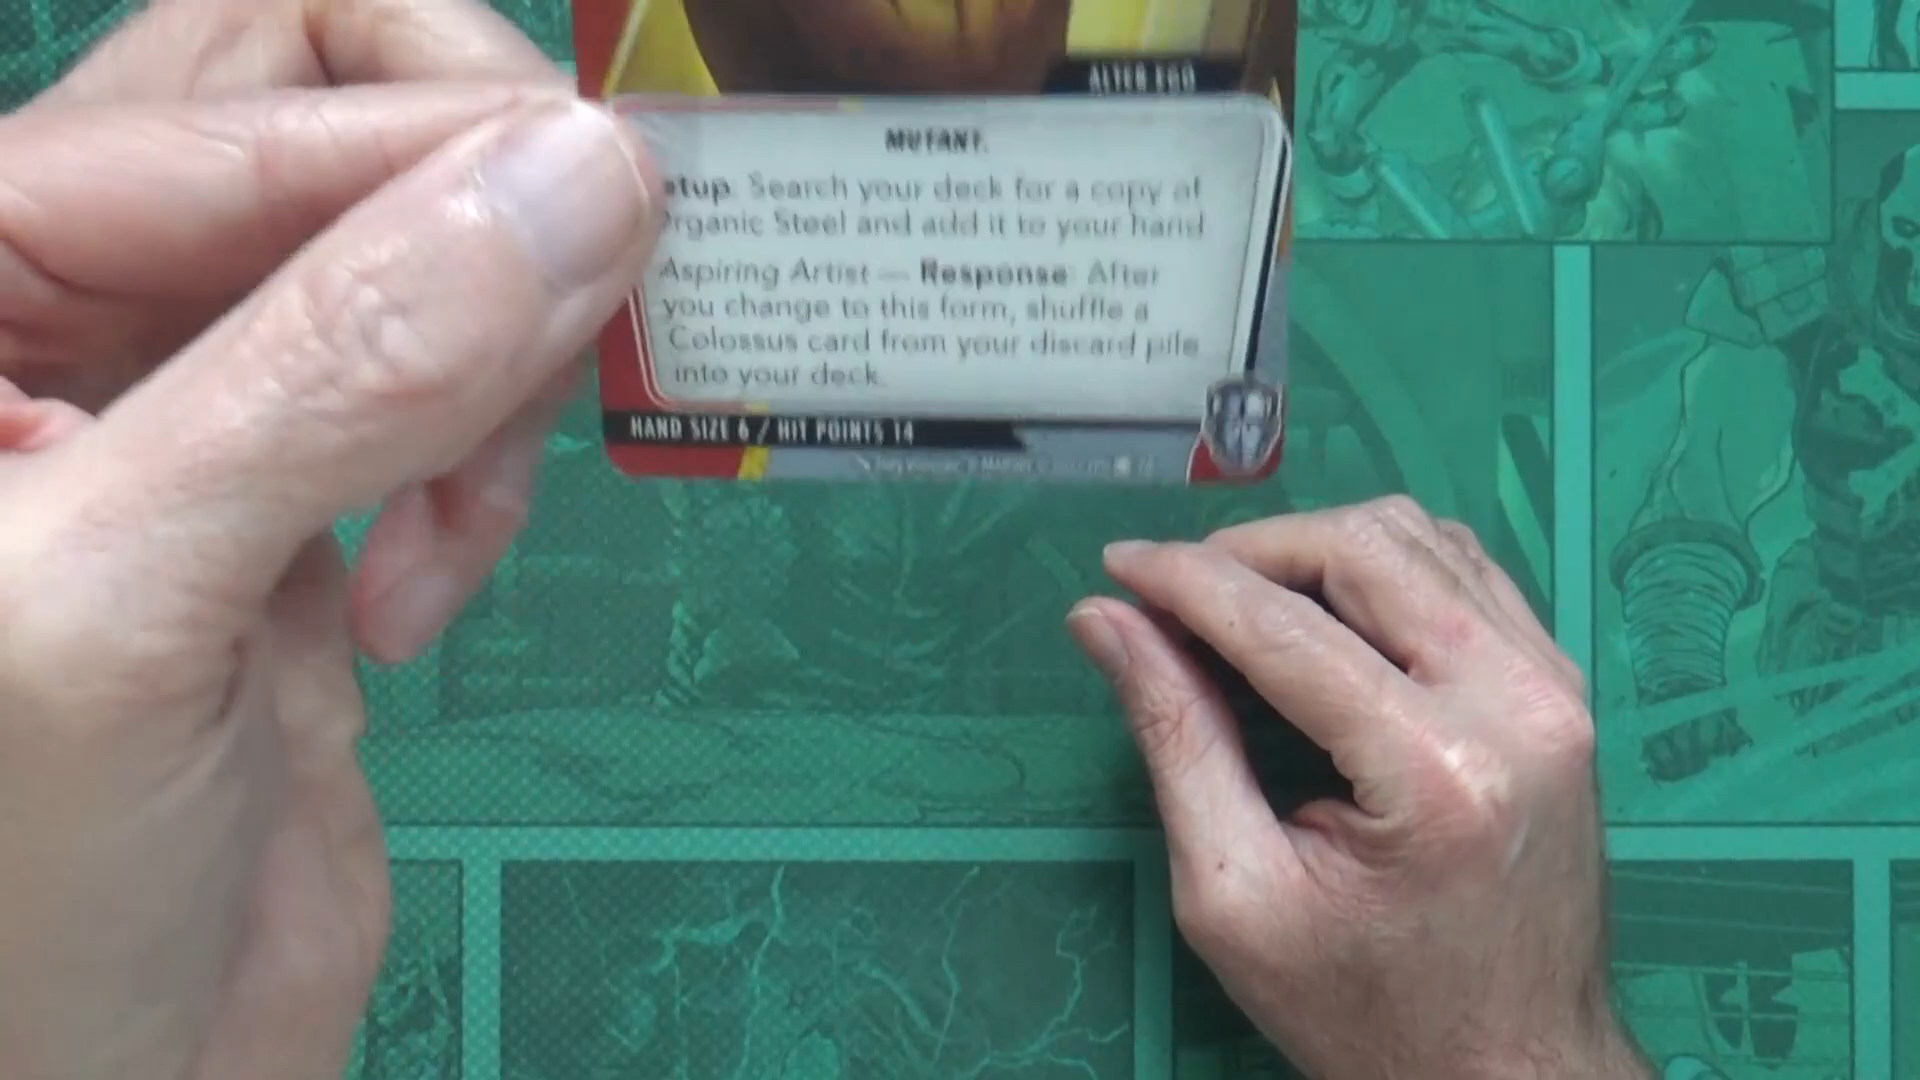 ALTER EGO
MUTANT.
etup: Search your deck for a copy of
Organic Steel and add it to your hand
Aspiring Artist — Response: After
you change to this form, shuffle a
Colossus card from your discard pile
into your deck.
HAND SIZE 6 / HIT POINTS 14
MARVEL